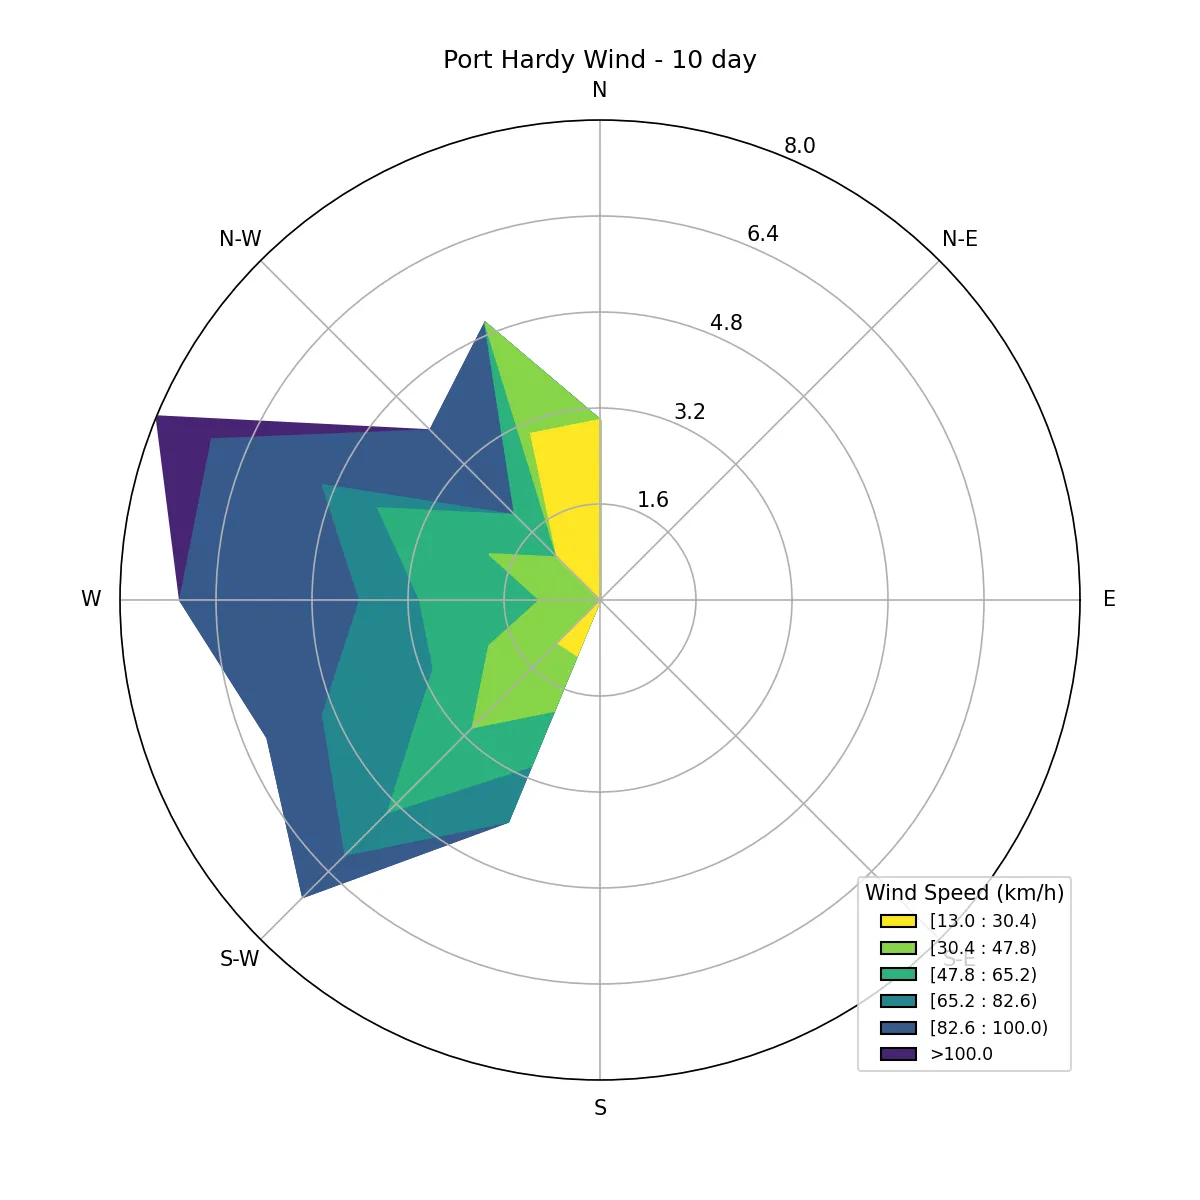 Port Hardy Wind - 10 day
N
8.0
N-W
N-E
6.4
4.8
3.2
1.6
W
E
S-W
S-E
S
Wind Speed (km/h)
[13.0 : 30.4)
[30.4 : 47.8)
[47.8 : 65.2)
[65.2 : 82.6)
[82.6 : 100.0)
>100.0